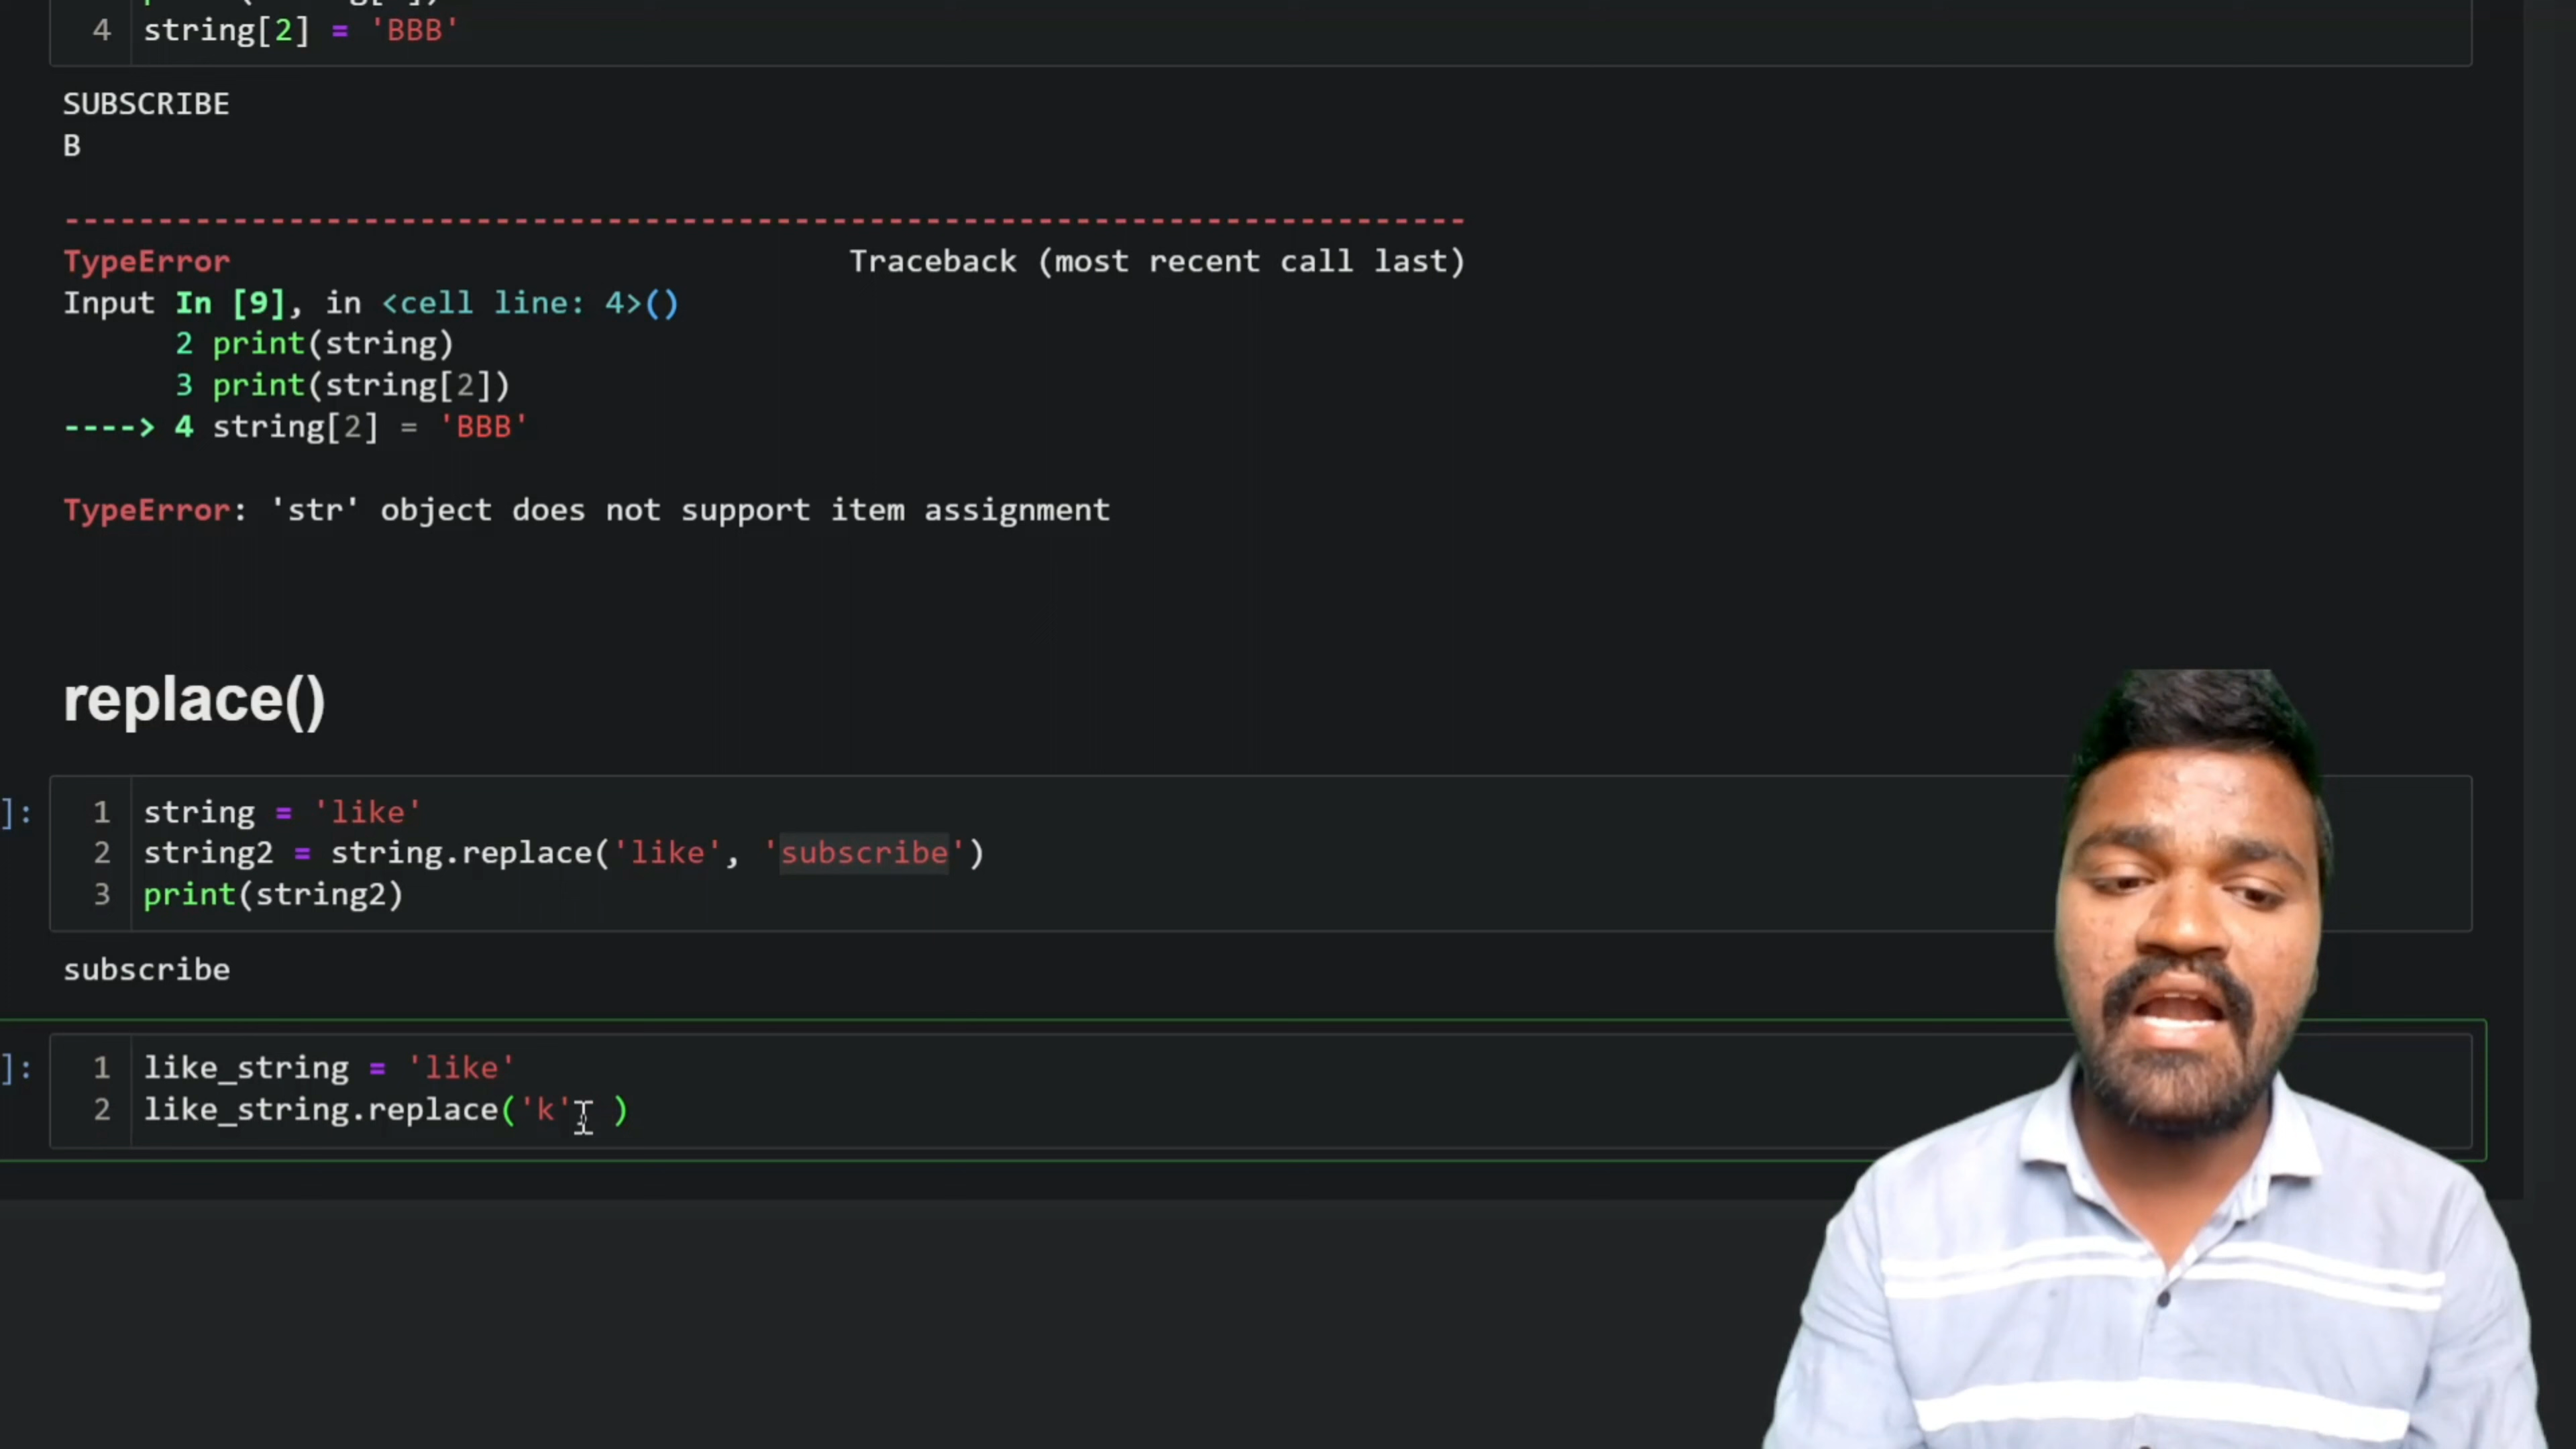 4 string[2] = 'BBB'
SUBSCRIBE
B
---------------------------------------------------------------------------
TypeError Traceback (most recent call last)
Input In [9], in <cell line: 4>()
2 print(string)
3 print(string[2])
----> 4 string[2] = 'BBB'
TypeError: 'str' object does not support item assignment
replace()
]: 1 string = 'like'
2 string2 = string.replace('like', 'subscribe')
3 print(string2)
subscribe
]: 1 like_string = 'like'
2 like_string.replace('k' )